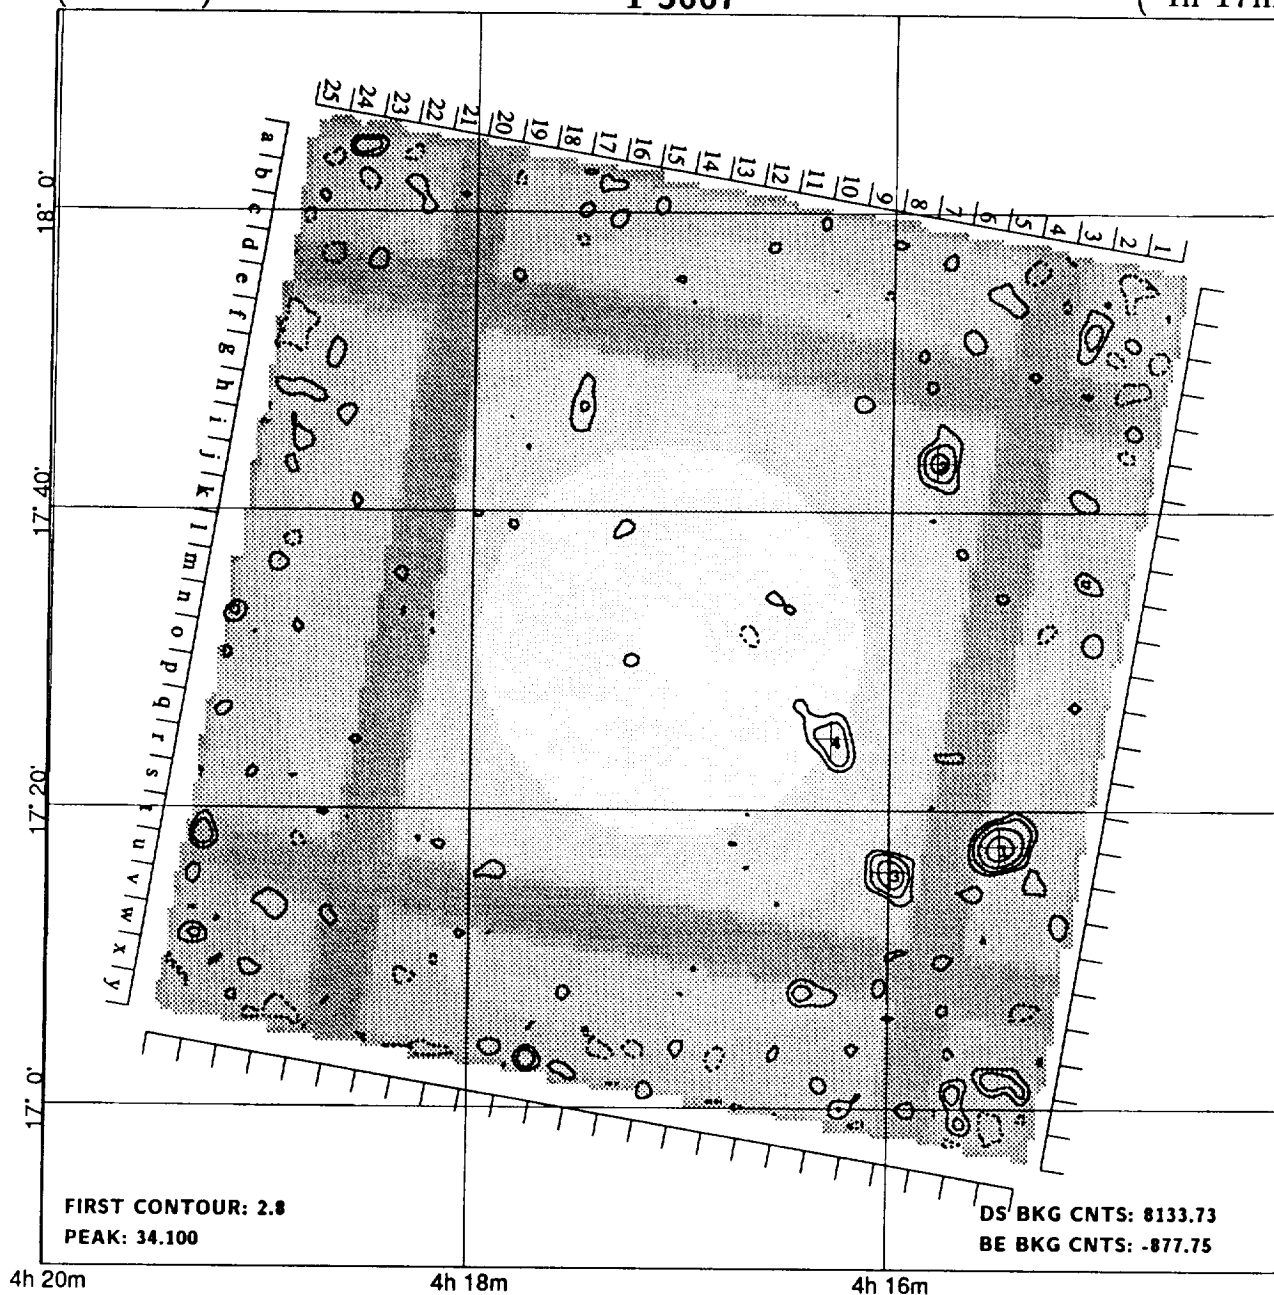 25 24 23 22 21 20 19 18 17 16 15 14 13 12 11 10 9 8 7 6 5 4 3 2 1
a b c d e f g h i j k l m n o p q r s t u v w x y
18° 0'
17° 40'
17° 20'
17° 0'
FIRST CONTOUR: 2.8
PEAK: 34.100
DS BKG CNTS: 8133.73
BE BKG CNTS: -877.75
4h 20m
4h 18m
4h 16m